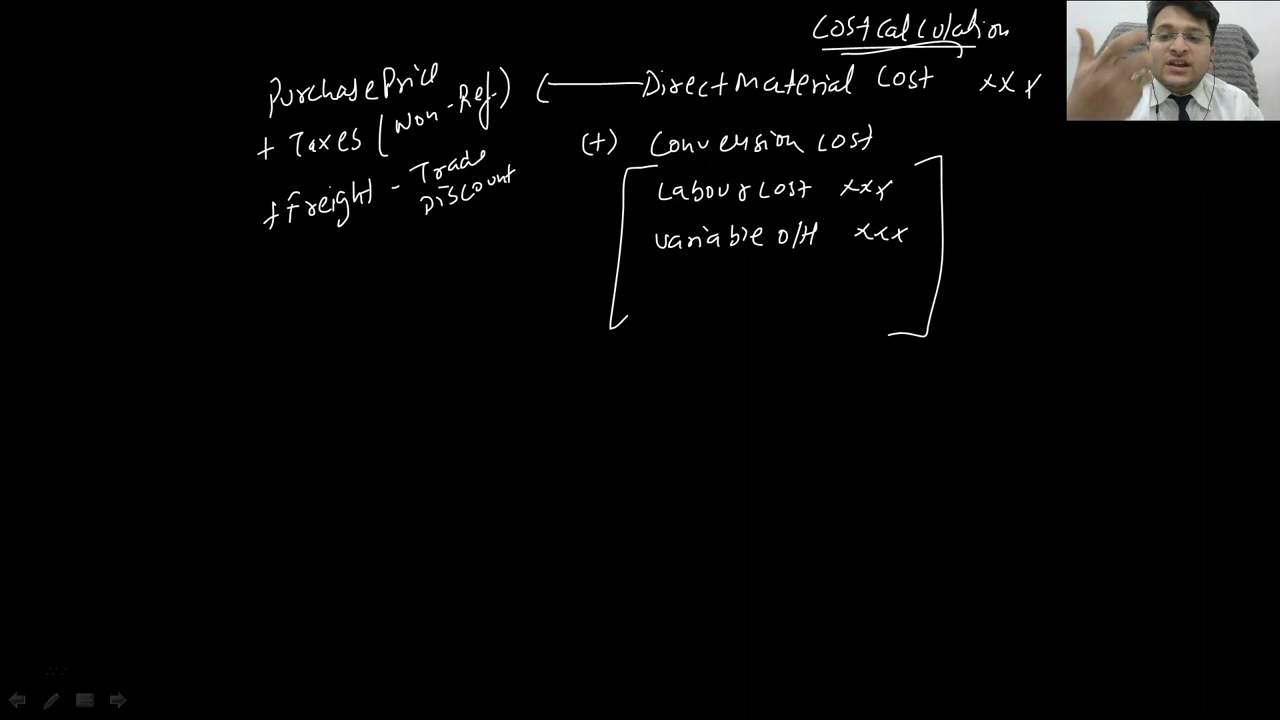 Cost calculation
Purchase Price
+ Taxes (Non-Ref.)
+ Freight - Trade Discount
Direct Material Cost xxx
(+) Conversion Cost
Labour Cost xxx
Variable O/H xxx